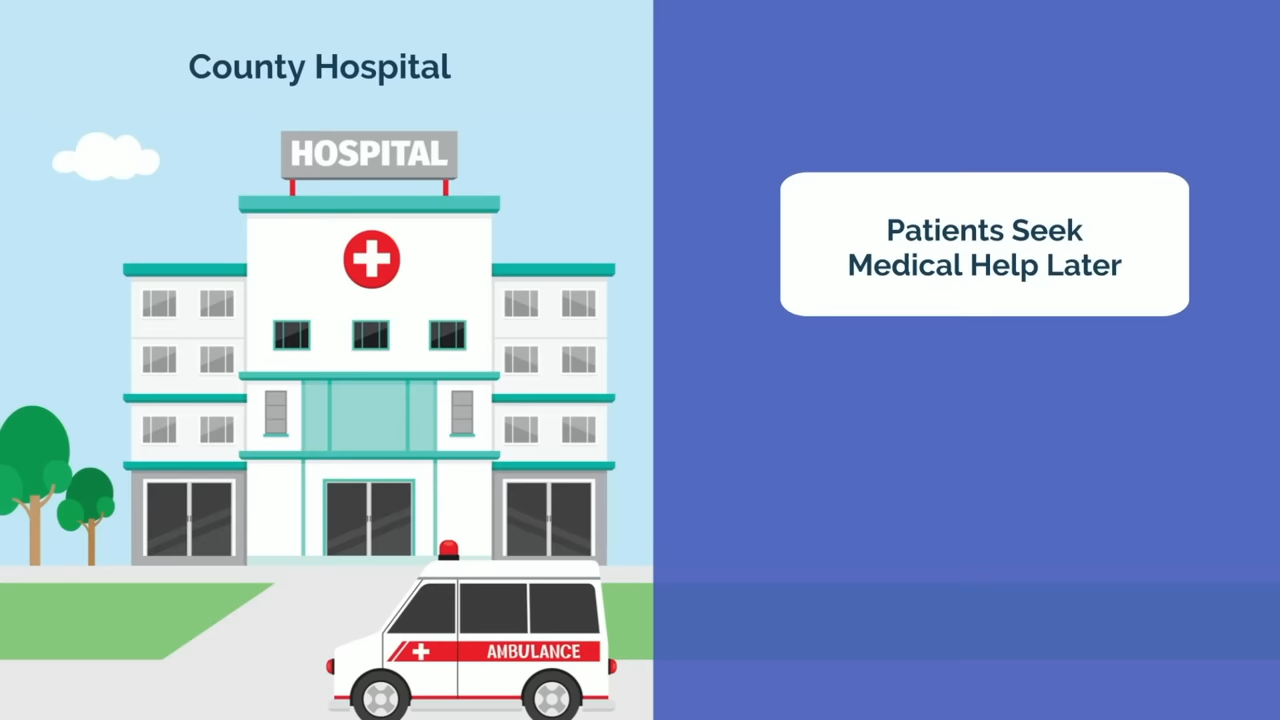 County Hospital
HOSPITAL
AMBULANCE
Patients Seek
Medical Help Later